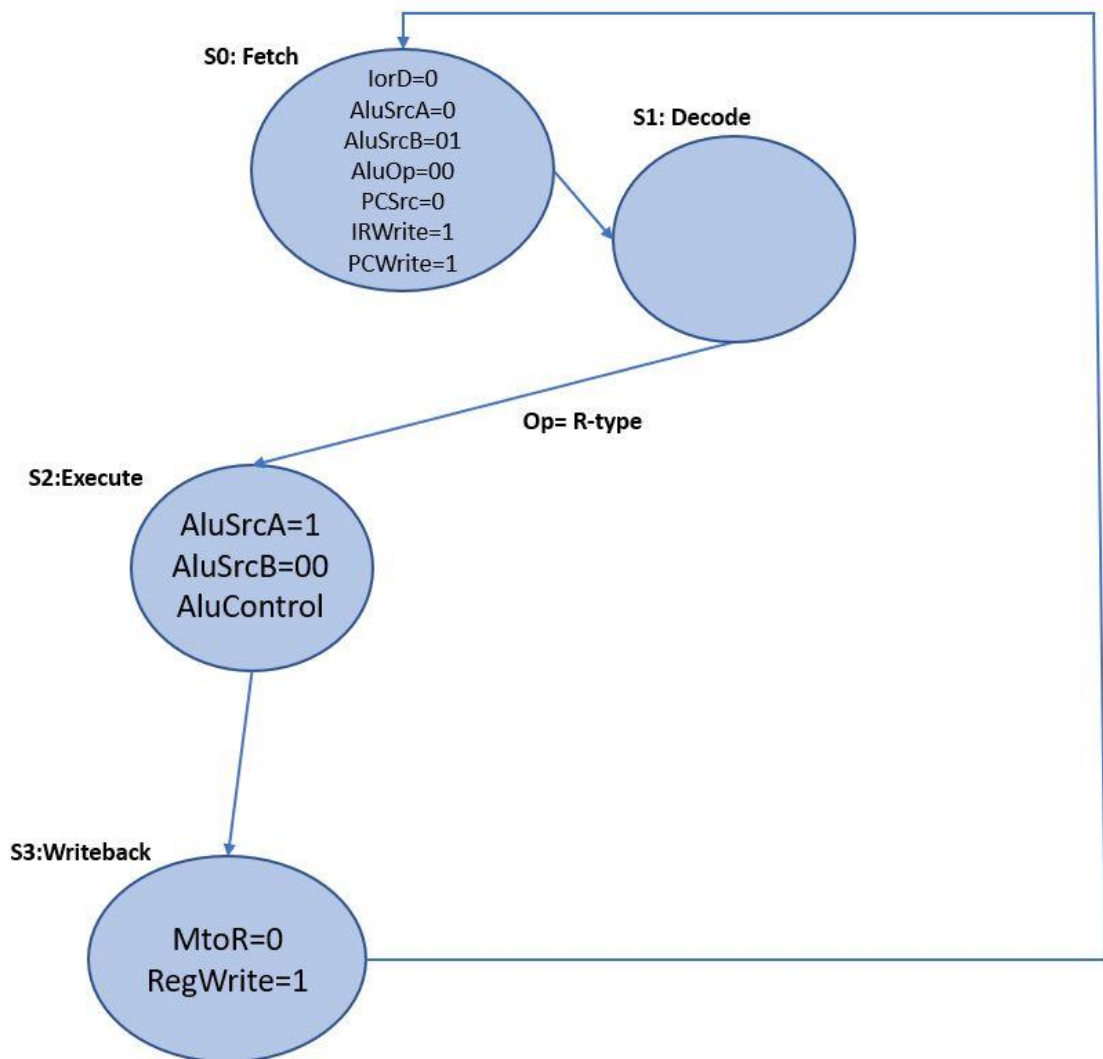 S0: Fetch
IorD=0
AluSrcA=0
AluSrcB=01
AluOp=00
PCSrc=0
IRWrite=1
PCWrite=1
S1: Decode
Op= R-type
S2:Execute
AluSrcA=1
AluSrcB=00
AluControl
S3:Writeback
MtoR=0
RegWrite=1